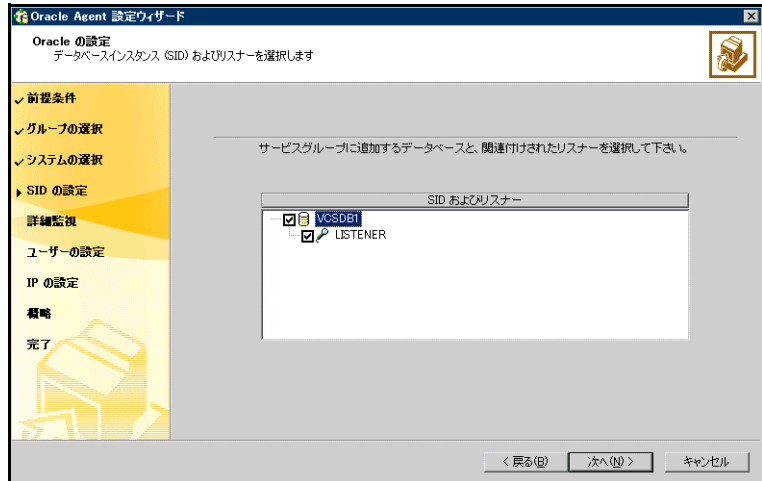 Oracle Agent 設定ウィザード
Oracle の設定
データベースインスタンス (SID) およびリスナーを選択します
前提条件
グループの選択
システムの選択
SID の設定
詳細監視
ユーザーの設定
IP の設定
概略
完了
サービスグループに追加するデータベースと、関連付けされたリスナーを選択して下さい。
SID およびリスナー
VCSDB1
LISTENER
< 戻る(B)
次へ(N) >
キャンセル